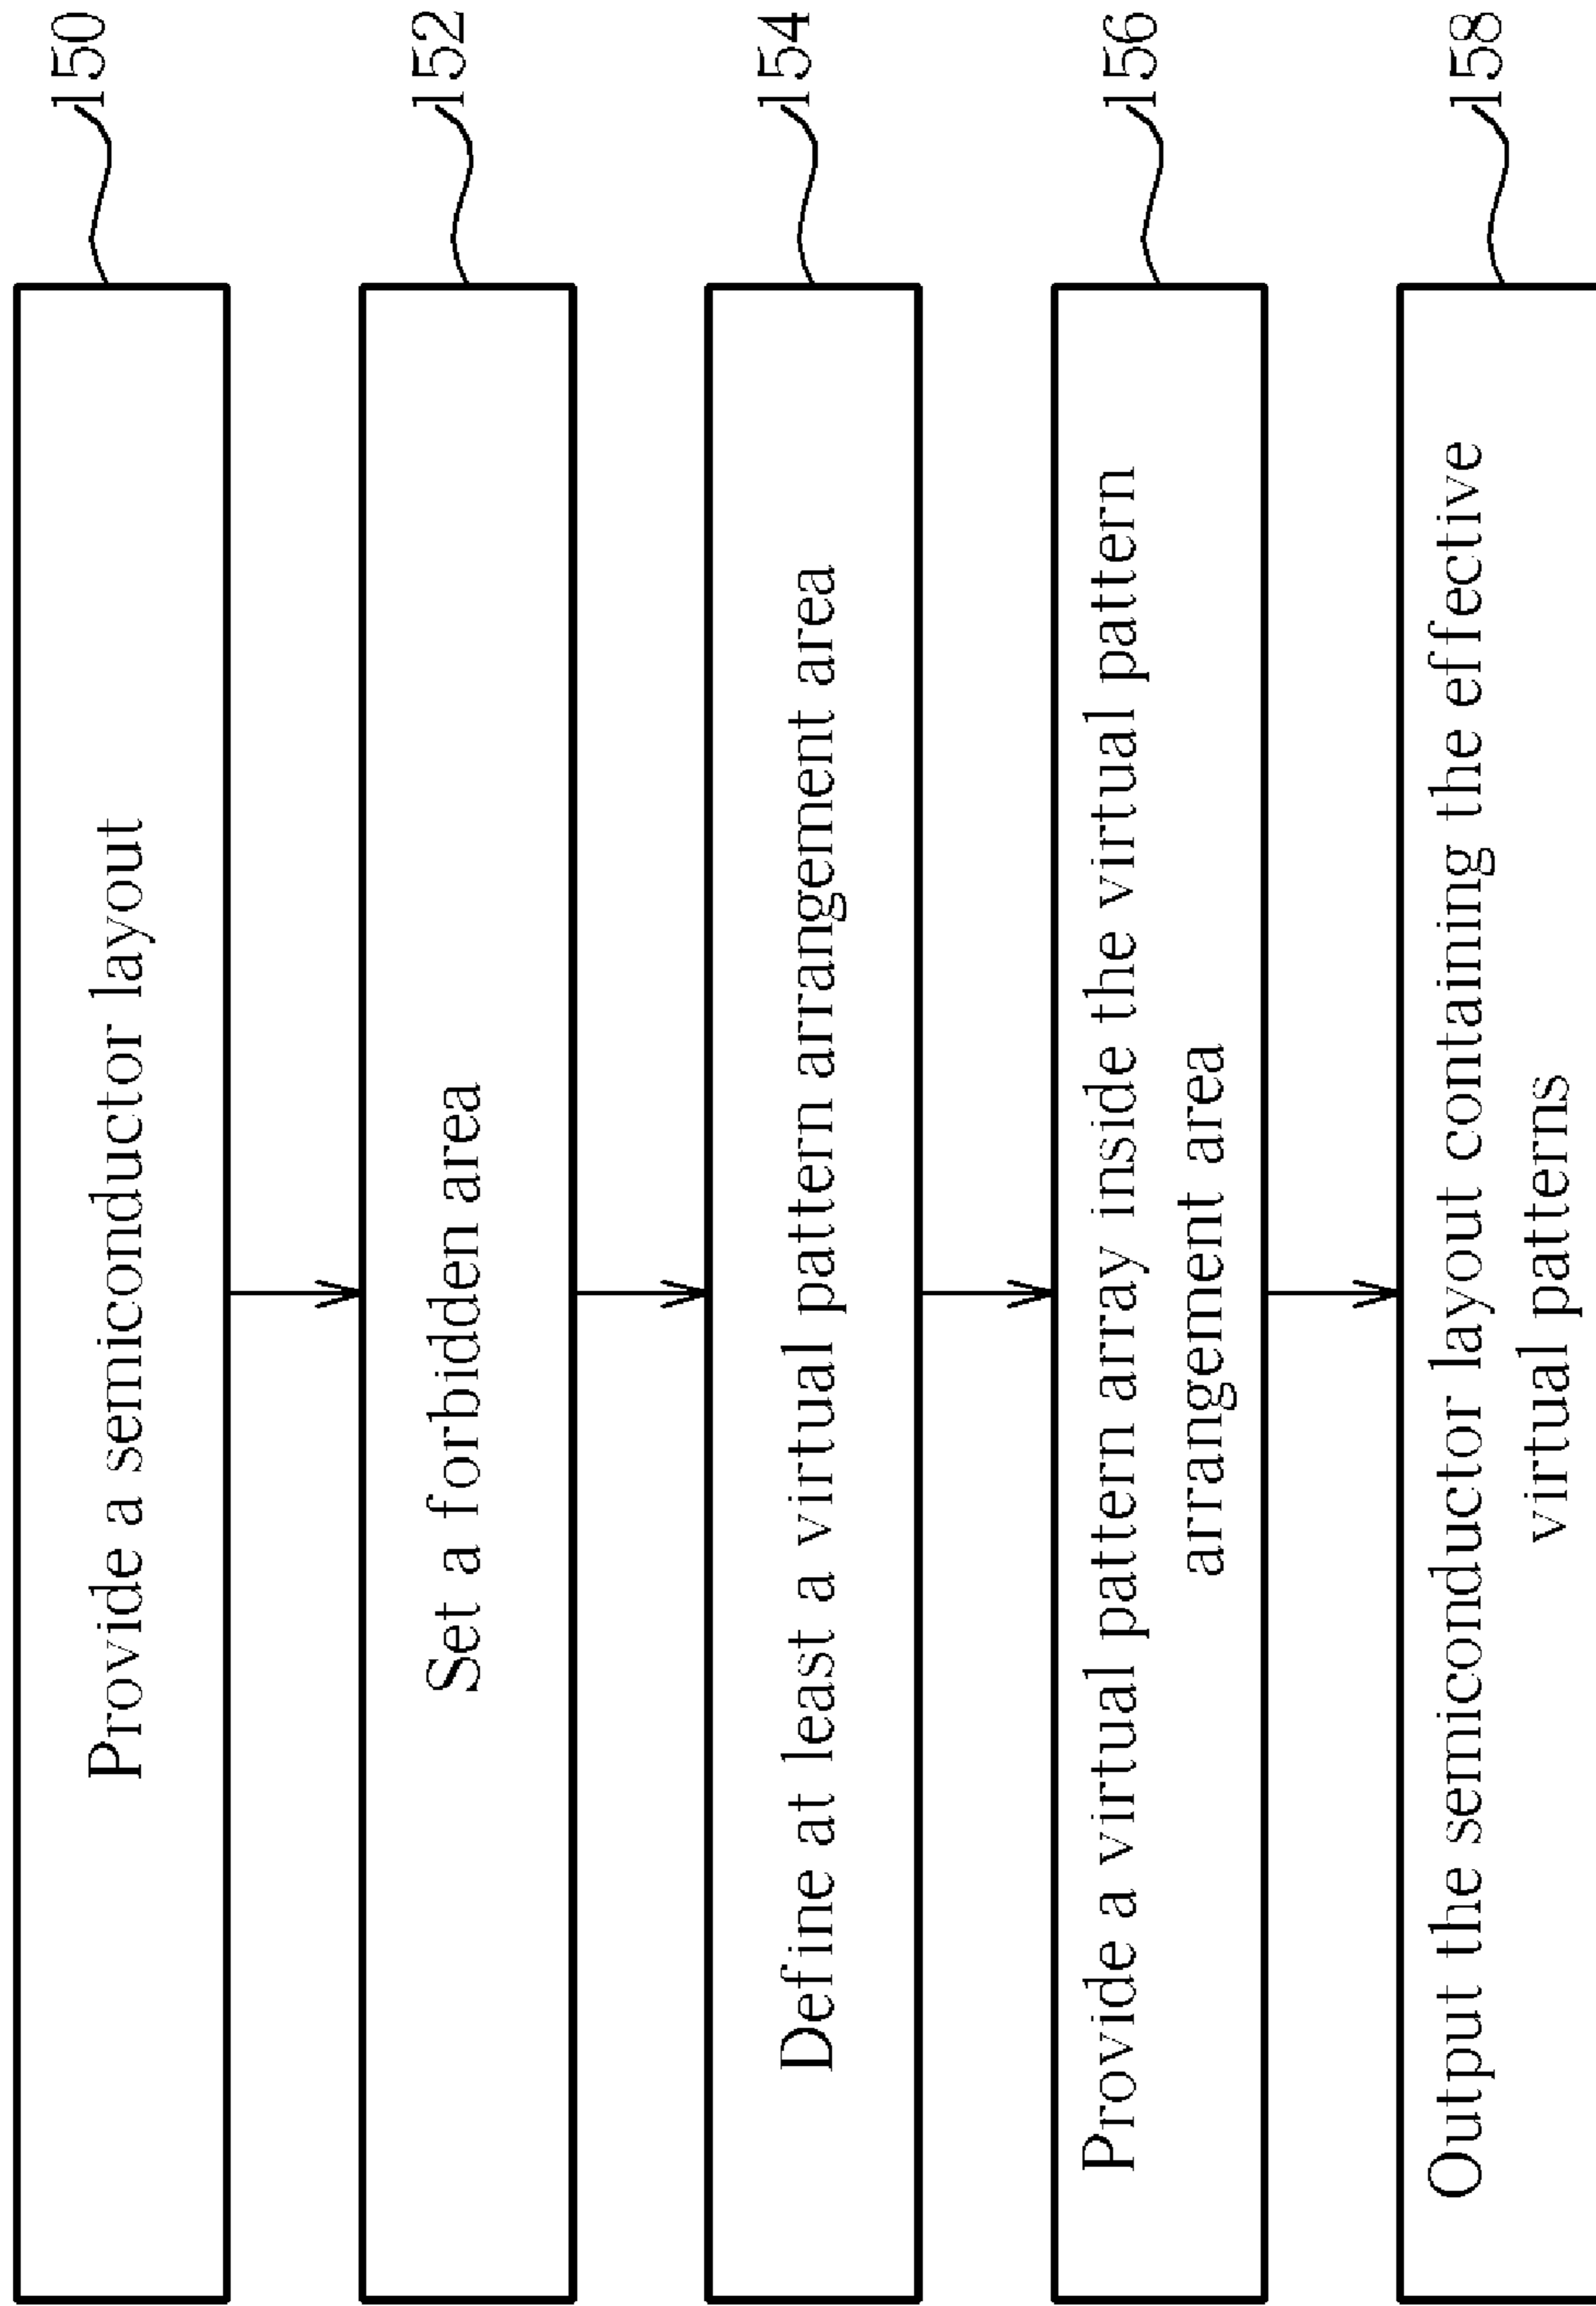 Provide a semiconductor layout
150
Set a forbidden area
152
Define at least a virtual pattern arrangement area
154
Provide a virtual pattern array inside the virtual pattern
arrangement area
156
Output the semiconductor layout containing the effective
virtual patterns
158